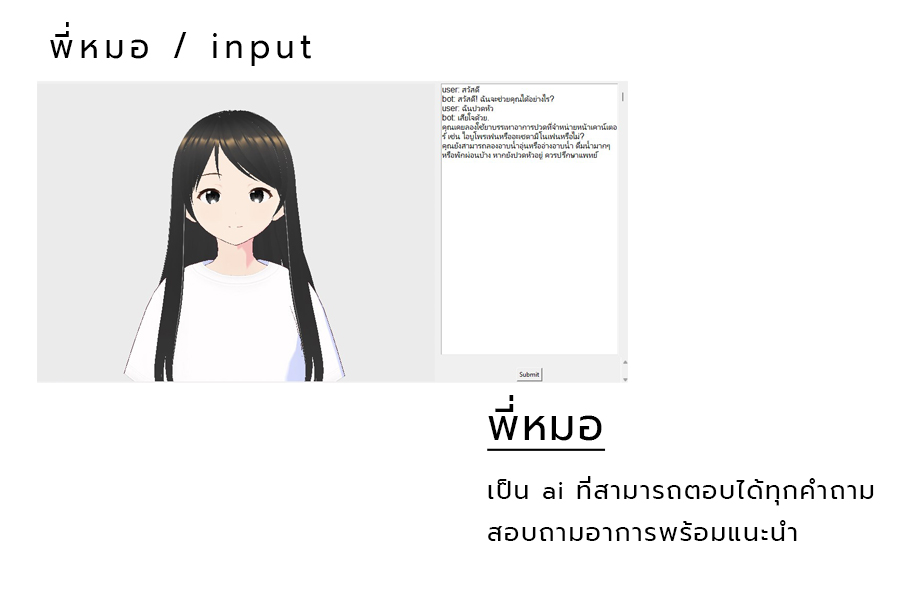 พี่หมอ / input
user: สวัสดี
bot: สวัสดี! ฉันจะช่วยคุณได้อย่างไร?
user: ฉันปวดหัว
bot: เสียใจด้วย
คุณเคยลองใช้ยาบรรเทาอาการปวดที่จำหน่ายหน้าเคาน์เตอ
ร์ เช่น ไอบูโพรเฟนหรืออะเซตามิโนเฟนหรือไม่?
คุณยังสามารถลองอาบน้ำอุ่นหรืออ่างอาบน้ำ ดื่มน้ำมากๆ
หรือพักผ่อนบ้าง หากยังปวดหัวอยู่ ควรปรึกษาแพทย์
Submit
พี่หมอ
เป็น ai ที่สามารถตอบได้ทุกคำถาม
สอบถามอาการพร้อมแนะนำ